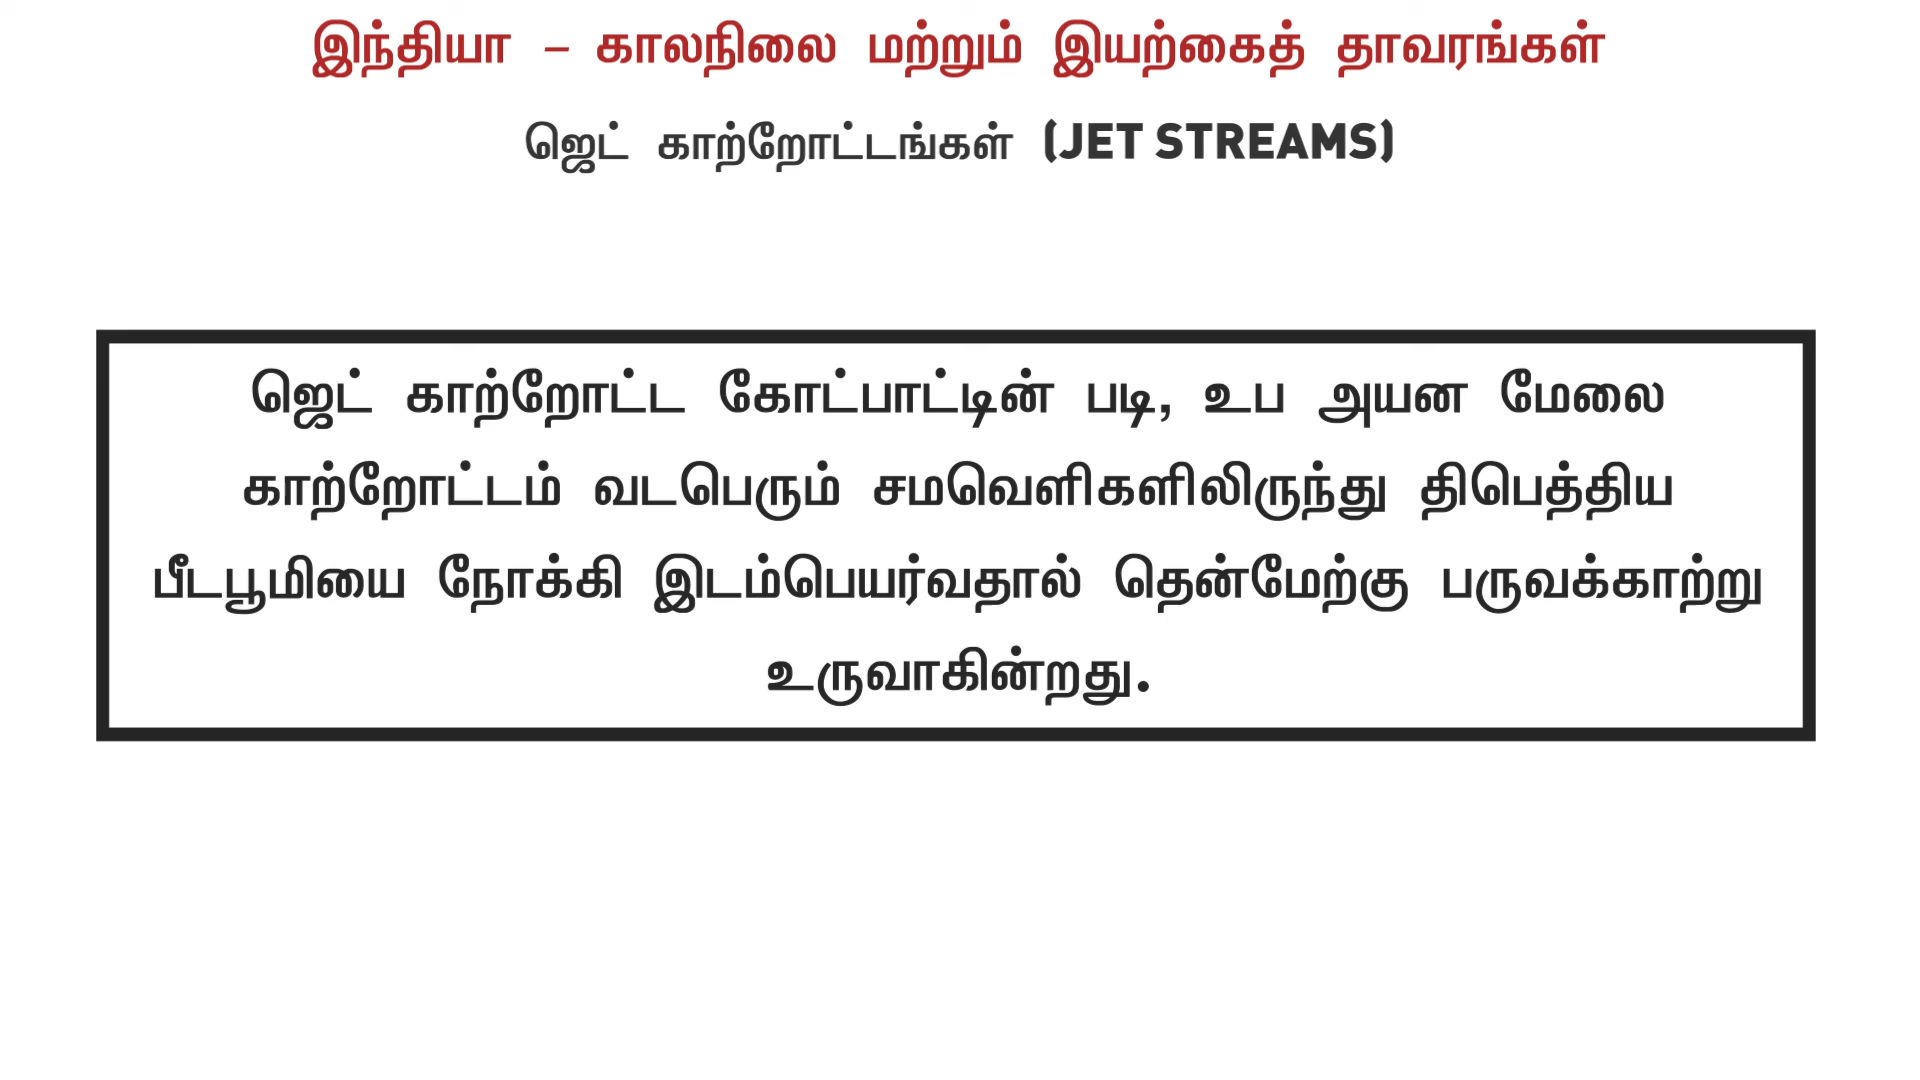 இந்தியா – காலநிலை மற்றும் இயற்கைத் தாவரங்கள்
ஜெட் காற்றோட்டங்கள் (JET STREAMS)
ஜெட் காற்றோட்ட கோட்பாட்டின் படி, உப அயன மேலை
காற்றோட்டம் வடபெரும் சமவெளிகளிலிருந்து திபெத்திய
பீடபூமியை நோக்கி இடம்பெயர்வதால் தென்மேற்கு பருவக்காற்று
உருவாகின்றது.